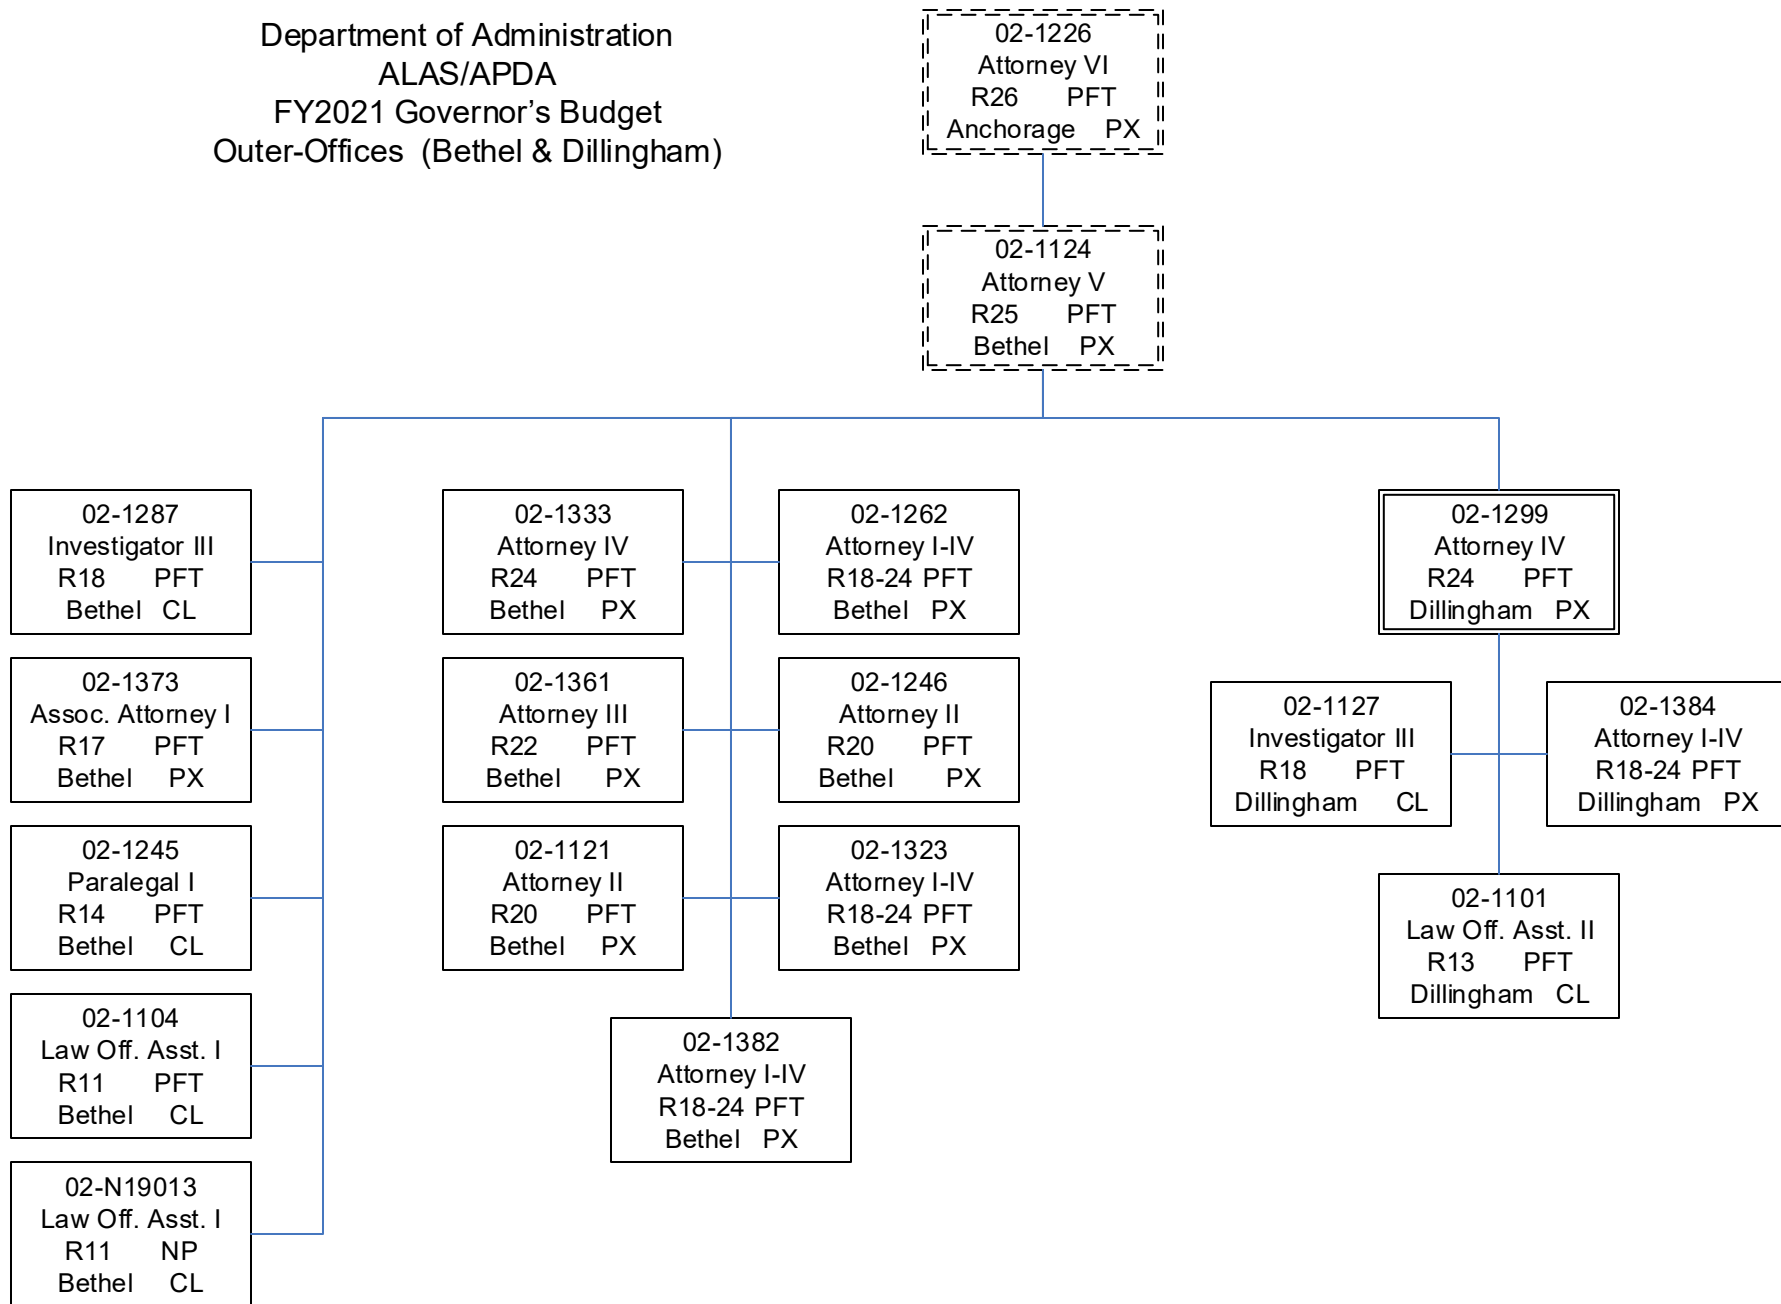 Department of Administration
ALAS/APDA
FY2021 Governor’s Budget
Outer-Offices (Bethel & Dillingham)
02-1226
Attorney VI
R26 PFT
Anchorage PX
02-1124
Attorney V
R25 PFT
Bethel PX
02-1287
Investigator III
R18 PFT
Bethel CL
02-1373
Assoc. Attorney I
R17 PFT
Bethel PX
02-1245
Paralegal I
R14 PFT
Bethel CL
02-1104
Law Off. Asst. I
R11 PFT
Bethel CL
02-N19013
Law Off. Asst. I
R11 NP
Bethel CL
02-1333
Attorney IV
R24 PFT
Bethel PX
02-1262
Attorney I-IV
R18-24 PFT
Bethel PX
02-1361
Attorney III
R22 PFT
Bethel PX
02-1246
Attorney II
R20 PFT
Bethel PX
02-1121
Attorney II
R20 PFT
Bethel PX
02-1323
Attorney I-IV
R18-24 PFT
Bethel PX
02-1382
Attorney I-IV
R18-24 PFT
Bethel PX
02-1299
Attorney IV
R24 PFT
Dillingham PX
02-1127
Investigator III
R18 PFT
Dillingham CL
02-1384
Attorney I-IV
R18-24 PFT
Dillingham PX
02-1101
Law Off. Asst. II
R13 PFT
Dillingham CL